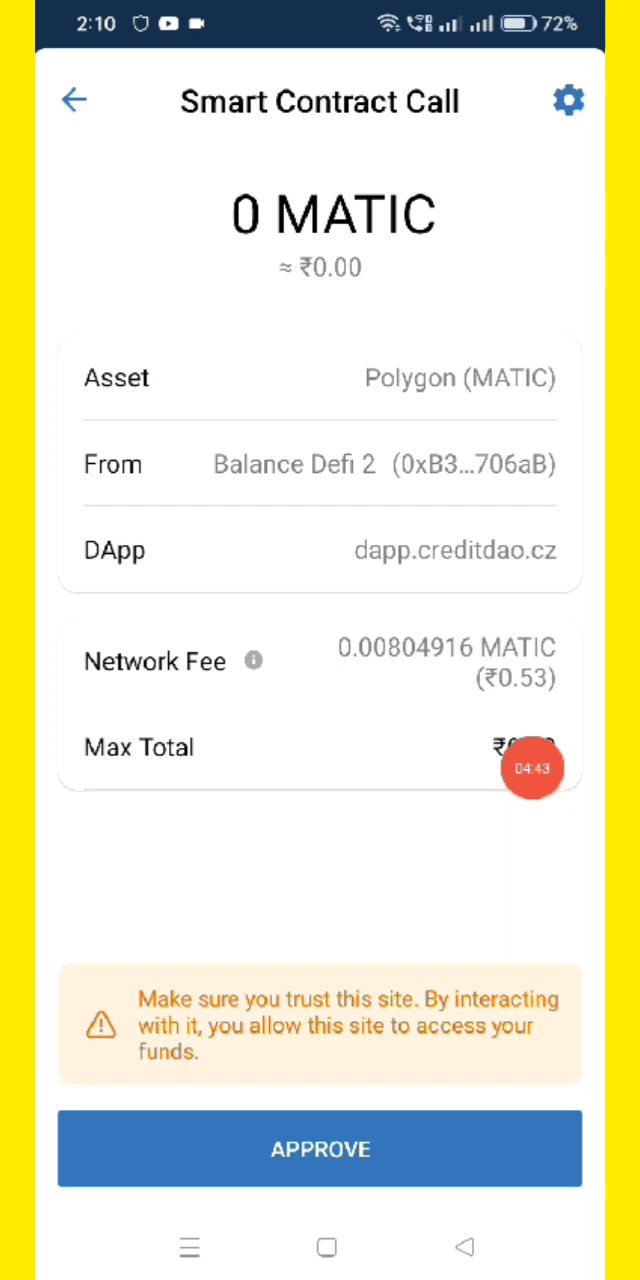 2:10 72%
Smart Contract Call
0 MATIC
≈ ₹0.00
Asset Polygon (MATIC)
From Balance Defi 2 (0xB3...706aB)
DApp dapp.creditdao.cz
Network Fee 0.00804916 MATIC
(₹0.53)
Max Total
04:43
Make sure you trust this site. By interacting
with it, you allow this site to access your
funds.
APPROVE